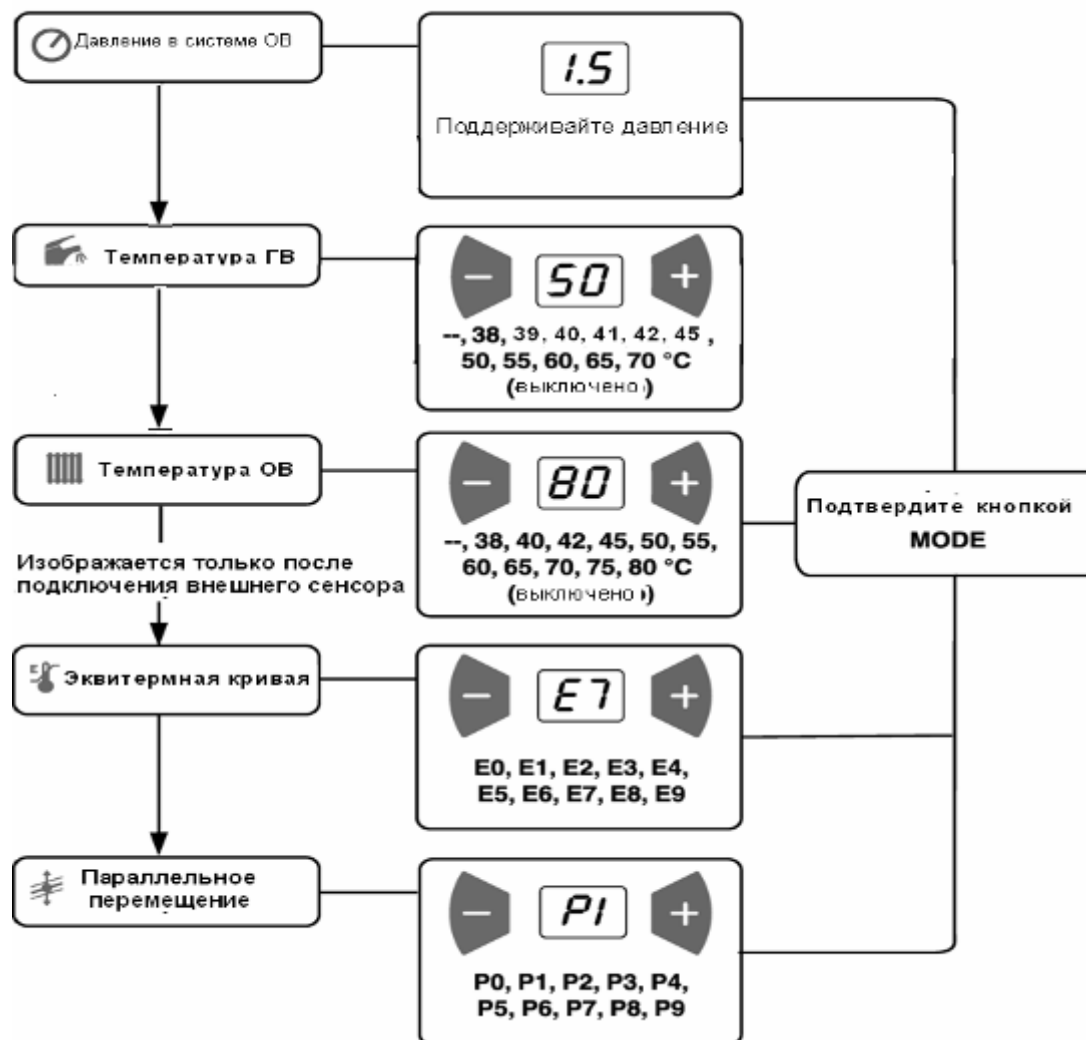 Давление в системе ОВ
1.5
Поддерживайте давление
Температура ГВ
− 50 +
--, 38, 39, 40, 41, 42, 45 ,
50, 55, 60, 65, 70 °C
(выключено)
Температура ОВ
− 80 +
--, 38, 40, 42, 45, 50, 55,
60, 65, 70, 75, 80 °C
(выключено)
Подтвердите кнопкой
MODE
Изображается только после
подключения внешнего сенсора
Эквитермная кривая
− E7 +
E0, E1, E2, E3, E4,
E5, E6, E7, E8, E9
Параллельное
перемещение
− P1 +
P0, P1, P2, P3, P4,
P5, P6, P7, P8, P9